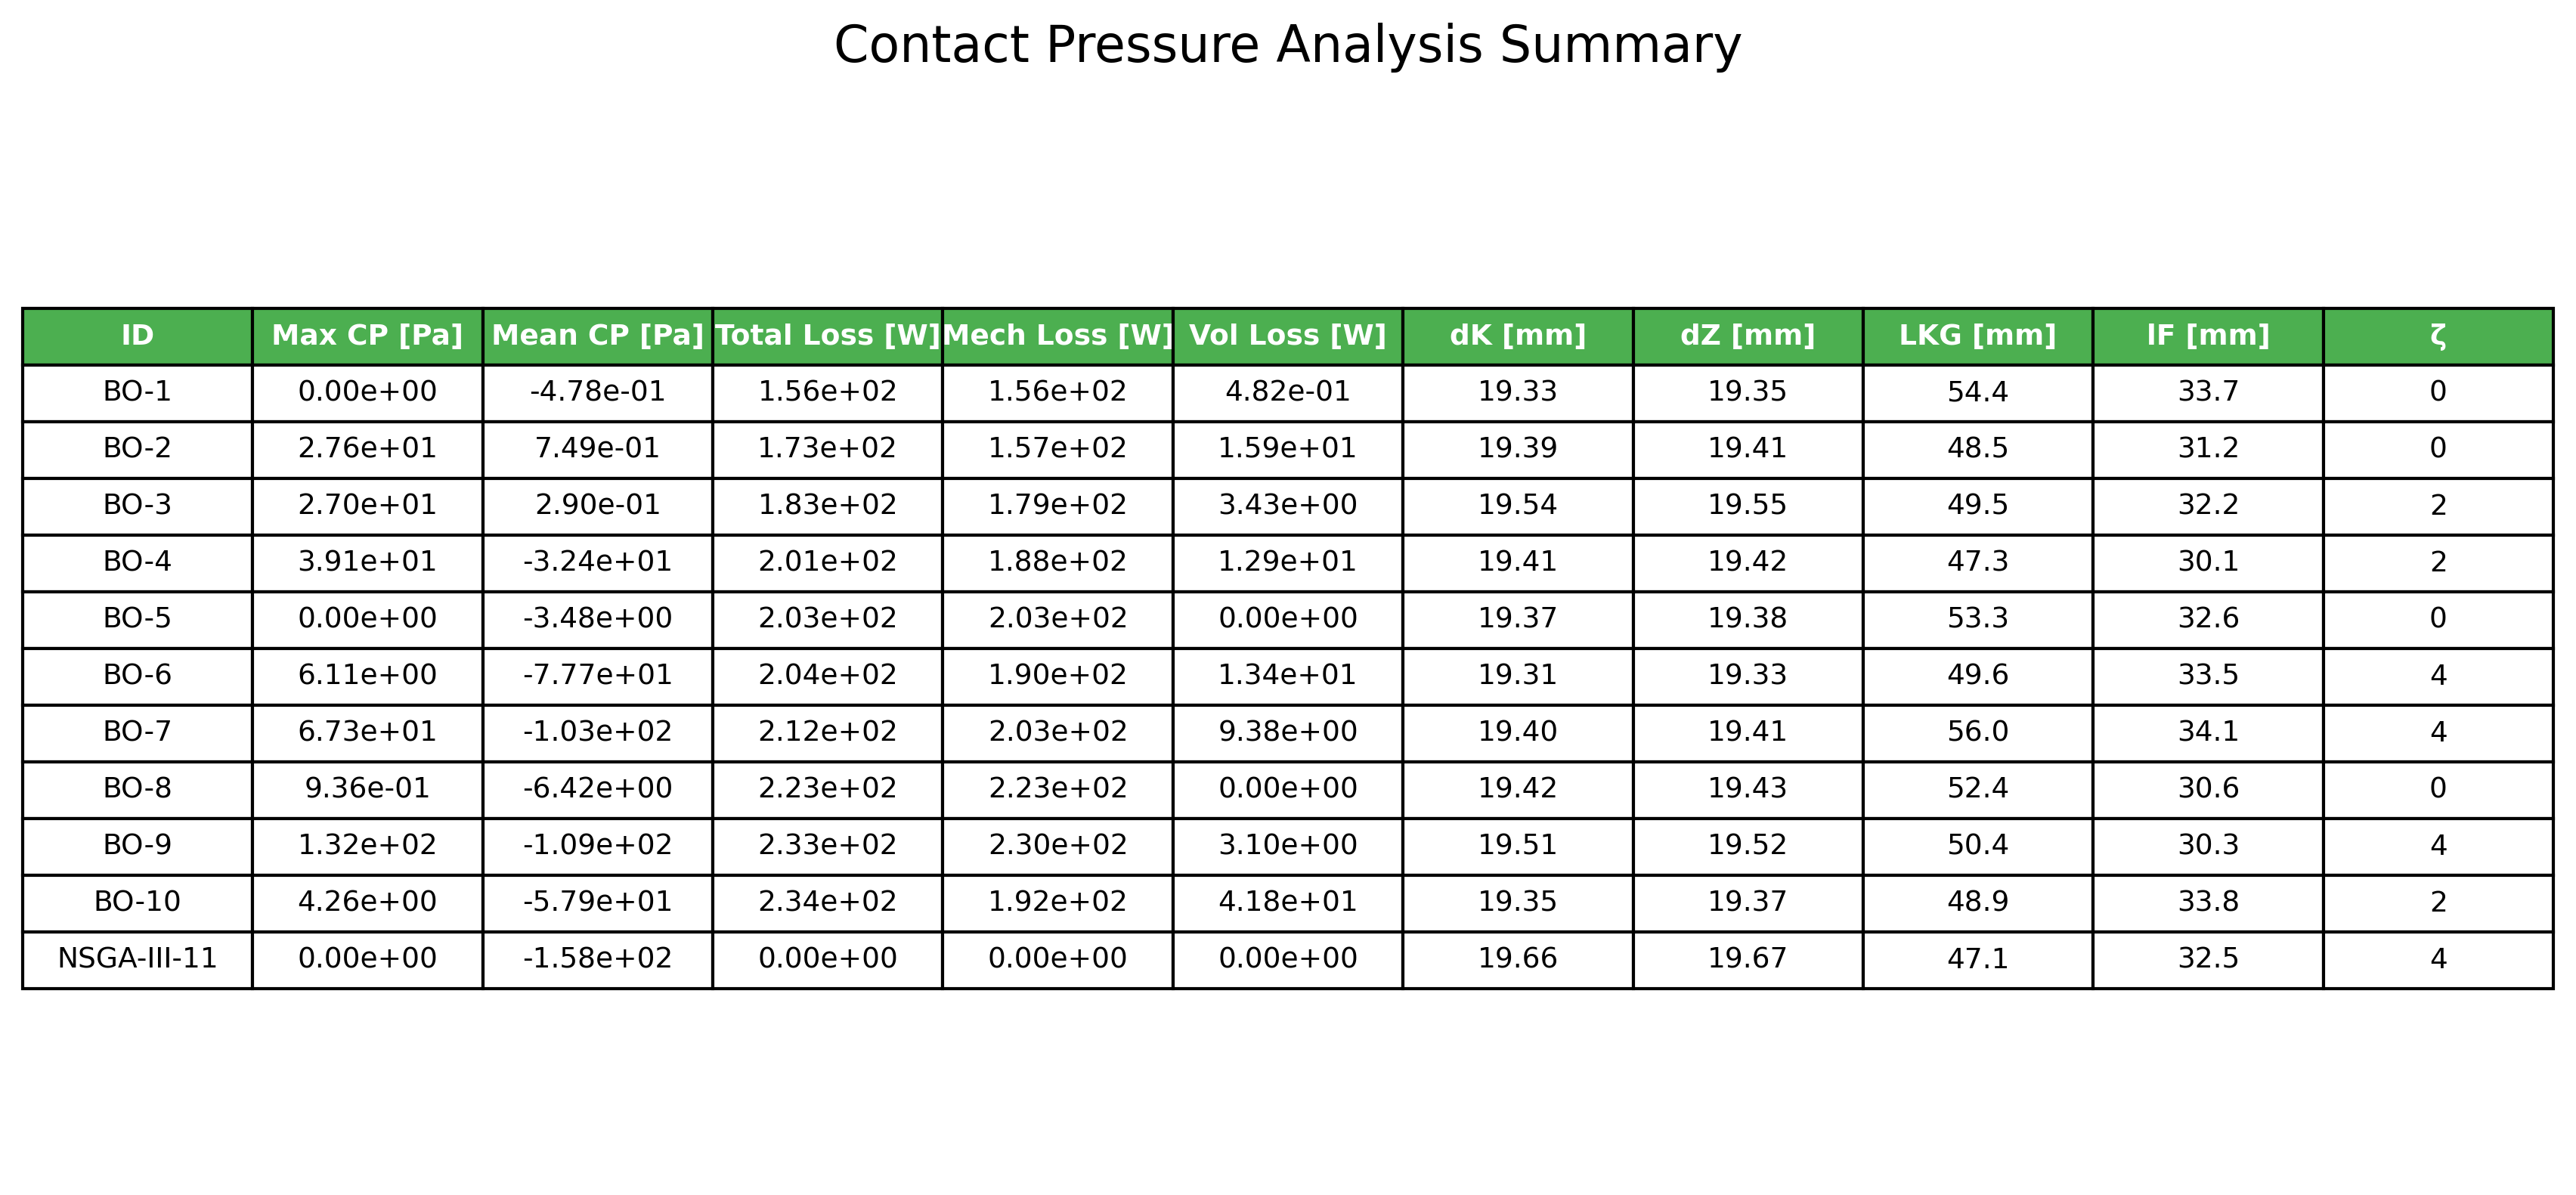 Contact Pressure Analysis Summary
ID Max CP [Pa] Mean CP [Pa] Total Loss [W] Mech Loss [W] Vol Loss [W] dK [mm] dZ [mm] LKG [mm] lF [mm] ζ
BO-1 0.00e+00 -4.78e-01 1.56e+02 1.56e+02 4.82e-01 19.33 19.35 54.4 33.7 0
BO-2 2.76e+01 7.49e-01 1.73e+02 1.57e+02 1.59e+01 19.39 19.41 48.5 31.2 0
BO-3 2.70e+01 2.90e-01 1.83e+02 1.79e+02 3.43e+00 19.54 19.55 49.5 32.2 2
BO-4 3.91e+01 -3.24e+01 2.01e+02 1.88e+02 1.29e+01 19.41 19.42 47.3 30.1 2
BO-5 0.00e+00 -3.48e+00 2.03e+02 2.03e+02 0.00e+00 19.37 19.38 53.3 32.6 0
BO-6 6.11e+00 -7.77e+01 2.04e+02 1.90e+02 1.34e+01 19.31 19.33 49.6 33.5 4
BO-7 6.73e+01 -1.03e+02 2.12e+02 2.03e+02 9.38e+00 19.40 19.41 56.0 34.1 4
BO-8 9.36e-01 -6.42e+00 2.23e+02 2.23e+02 0.00e+00 19.42 19.43 52.4 30.6 0
BO-9 1.32e+02 -1.09e+02 2.33e+02 2.30e+02 3.10e+00 19.51 19.52 50.4 30.3 4
BO-10 4.26e+00 -5.79e+01 2.34e+02 1.92e+02 4.18e+01 19.35 19.37 48.9 33.8 2
NSGA-III-11 0.00e+00 -1.58e+02 0.00e+00 0.00e+00 0.00e+00 19.66 19.67 47.1 32.5 4